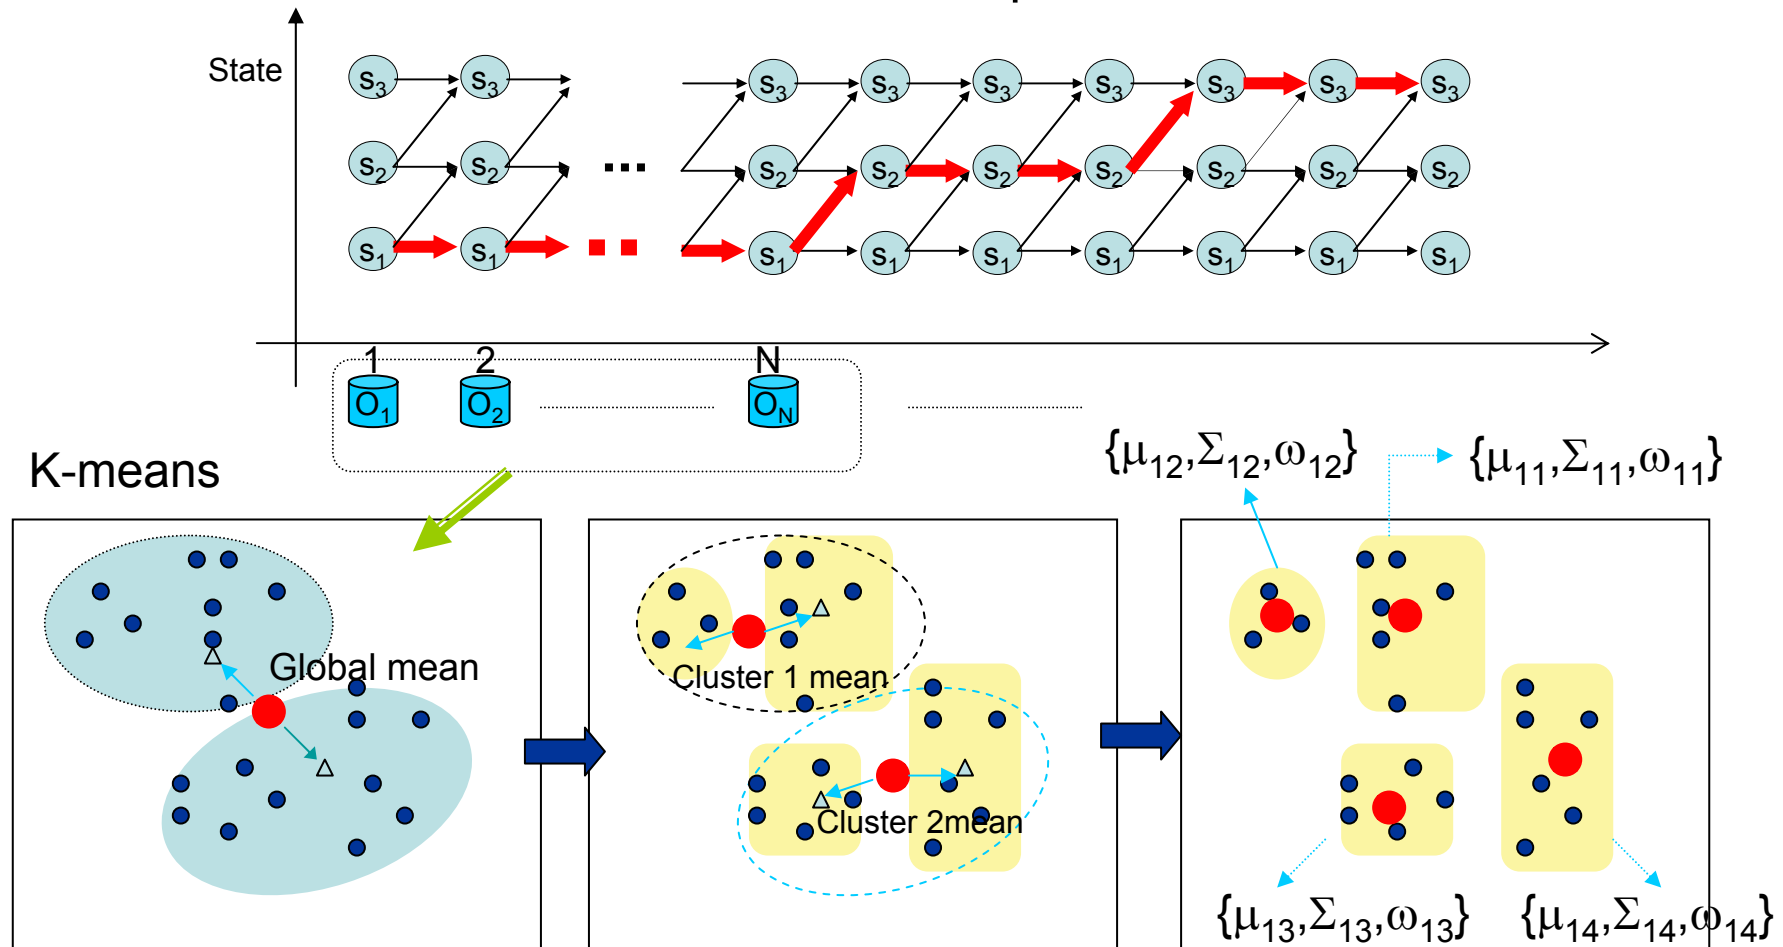 State
s3 s3 s3 s3 s3 s3 s3 s3 s3
s2 s2 ... s2 s2 s2 s2 s2 s2 s2
s1 s1 s1 s1 s1 s1 s1 s1 s1
1 2 N
O1 O2 ON
{μ12,Σ12,ω12} {μ11,Σ11,ω11}
K-means
Global mean
Cluster 1 mean
Cluster 2mean
{μ13,Σ13,ω13} {μ14,Σ14,ω14}